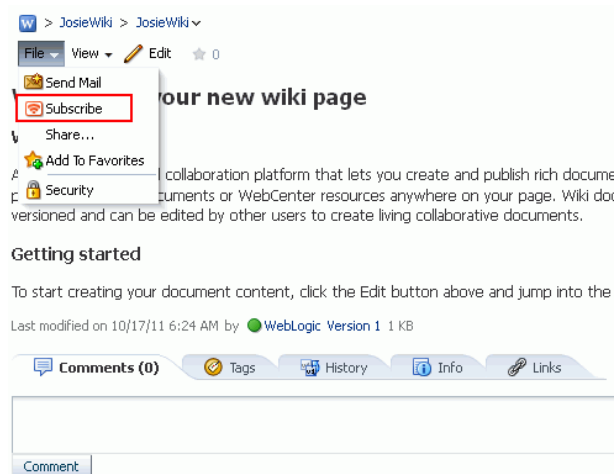 W > JosieWiki > JosieWiki
File View Edit 0
Send Mail
Subscribe
Share...
Add To Favorites
Security
W our new wiki page
W
A collaboration platform that lets you create and publish rich docume
p cuments or WebCenter resources anywhere on your page. Wiki doc
versioned and can be edited by other users to create living collaborative documents.
Getting started
To start creating your document content, click the Edit button above and jump into the
Last modified on 10/17/11 6:24 AM by WebLogic Version 1 1 KB
Comments (0) Tags History Info Links
Comment